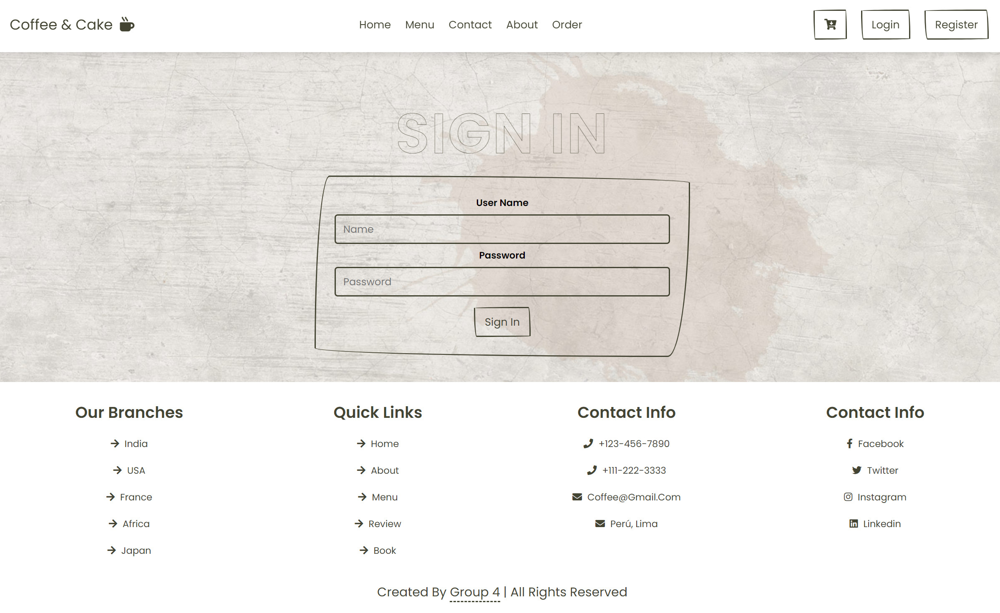 Coffee & Cake
Home Menu Contact About Order
Login
Register
SIGN IN
User Name
Name
Password
Password
Sign In
Our Branches
India
USA
France
Africa
Japan
Quick Links
Home
About
Menu
Review
Book
Contact Info
+123-456-7890
+111-222-3333
Coffee@Gmail.Com
Perú, Lima
Contact Info
Facebook
Twitter
Instagram
Linkedin
Created By Group 4 | All Rights Reserved